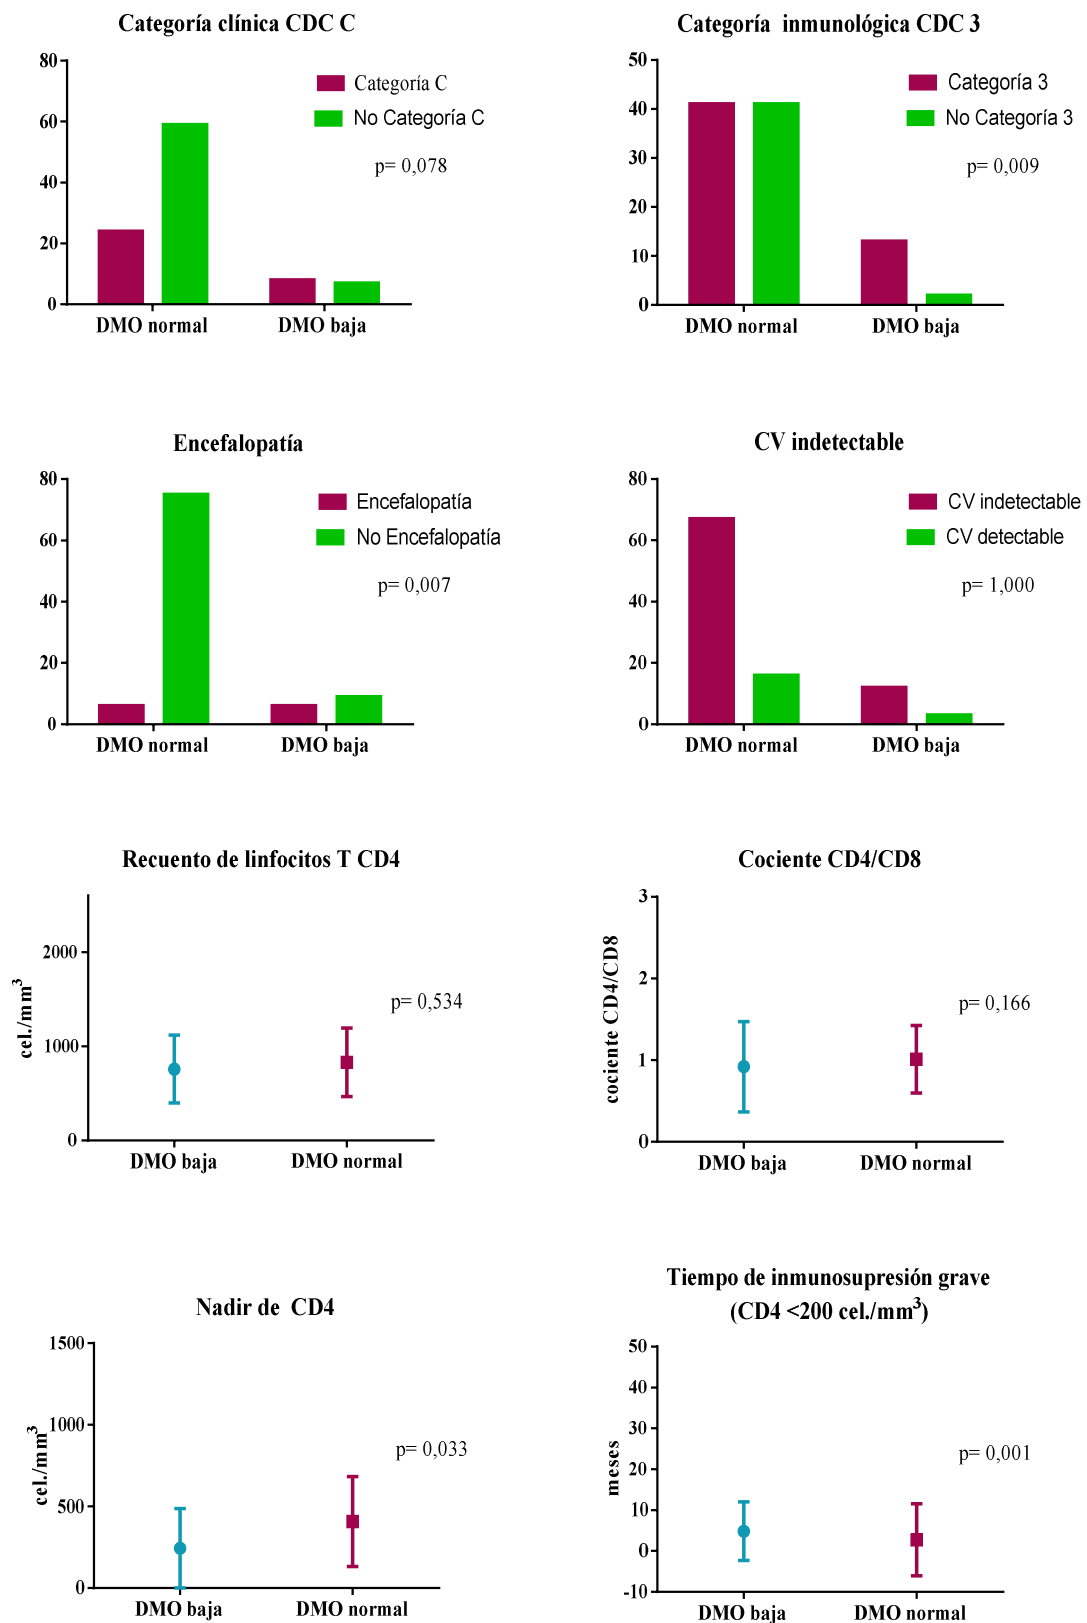 Categoría clínica CDC C
80
60
40
20
0
Categoría C
No Categoría C
p= 0,078
DMO normal
DMO baja
Categoría inmunológica CDC 3
50
40
30
20
10
0
Categoría 3
No Categoría 3
p= 0,009
DMO normal
DMO baja
Encefalopatía
80
60
40
20
0
Encefalopatía
No Encefalopatía
p= 0,007
DMO normal
DMO baja
CV indetectable
80
60
40
20
0
CV indetectable
CV detectable
p= 1,000
DMO normal
DMO baja
Recuento de linfocitos T CD4
cel./mm³
2000
1000
0
p= 0,534
DMO baja
DMO normal
Cociente CD4/CD8
cociente CD4/CD8
3
2
1
0
p= 0,166
DMO baja
DMO normal
Nadir de CD4
cel./mm³
1500
1000
500
0
p= 0,033
DMO baja
DMO normal
Tiempo de inmunosupresión grave
(CD4 <200 cel./mm³)
meses
50
40
30
20
10
0
-10
p= 0,001
DMO baja
DMO normal